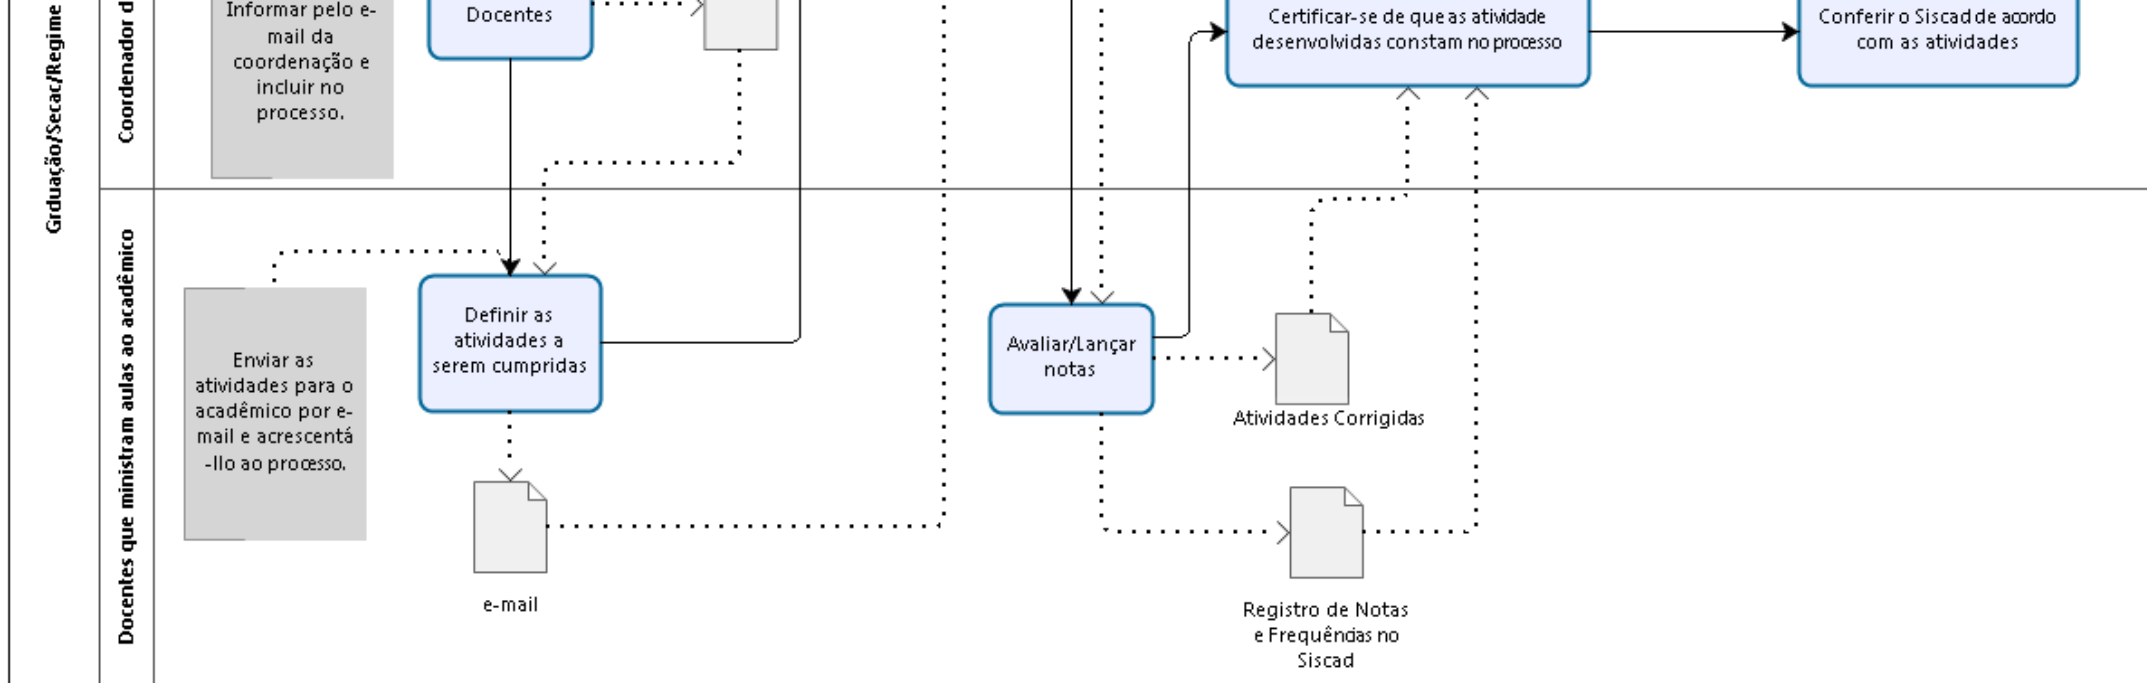 Grduação/Secac/Regime
Coordenador d
Informar pelo e-
mail da
coordenação e
incluir no
processo.
Docentes
Certificar-se de que as atividade
desenvolvidas constam no processo
Conferir o Siscad de acordo
com as atividades
Docentes que ministram aulas ao acadêmico
Enviar as
atividades para o
acadêmico por e-
mail e acrescentá
-llo ao processo.
Definir as
atividades a
serem cumpridas
e-mail
Avaliar/Lançar
notas
Atividades Corrigidas
Registro de Notas
e Frequências no
Siscad